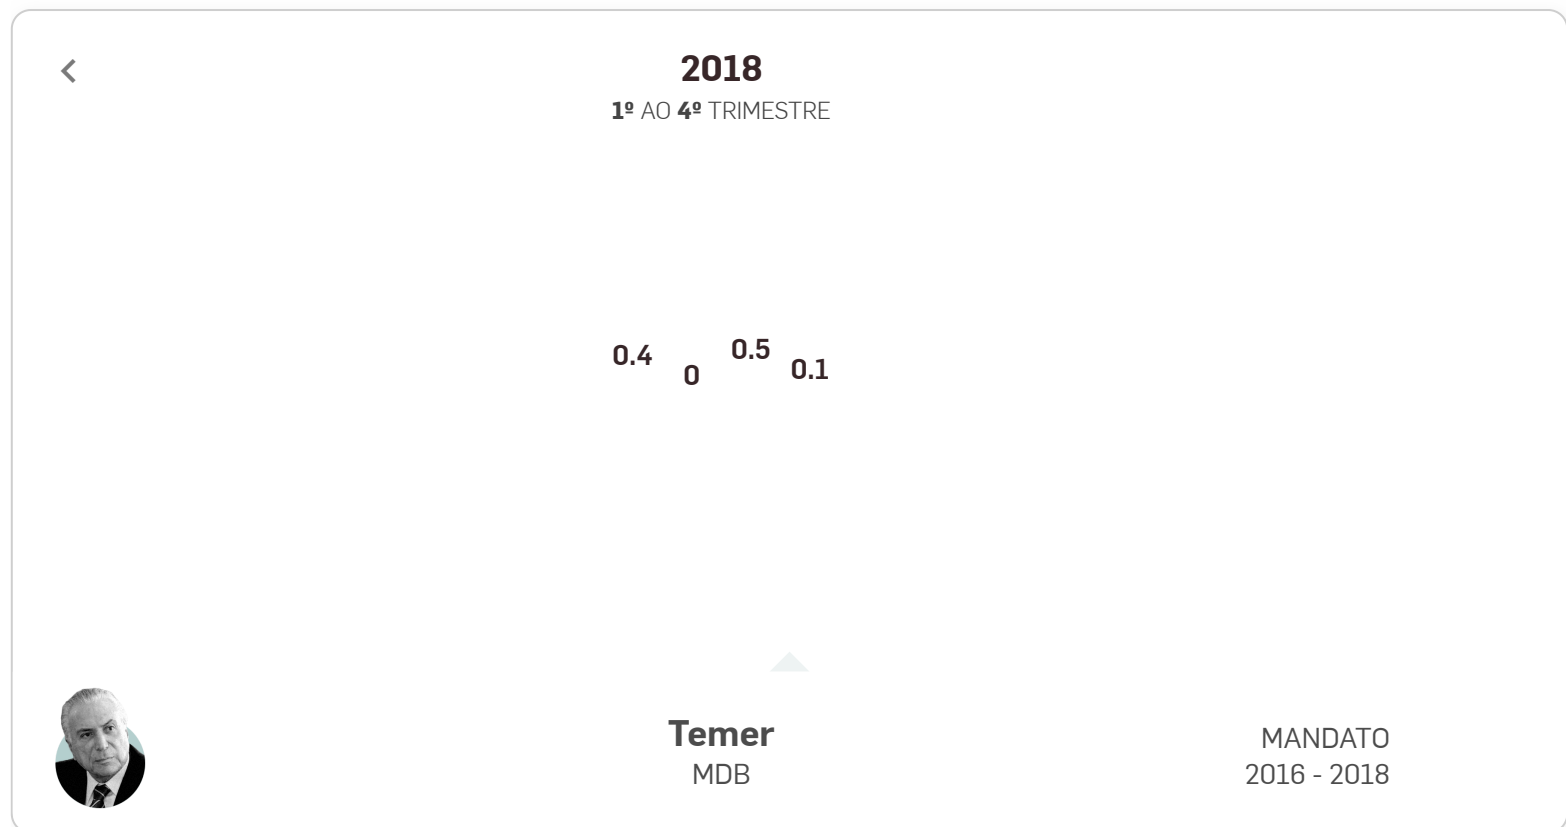 2018
1º AO 4º TRIMESTRE
0.4 0 0.5 0.1
Temer
MDB
MANDATO
2016 - 2018